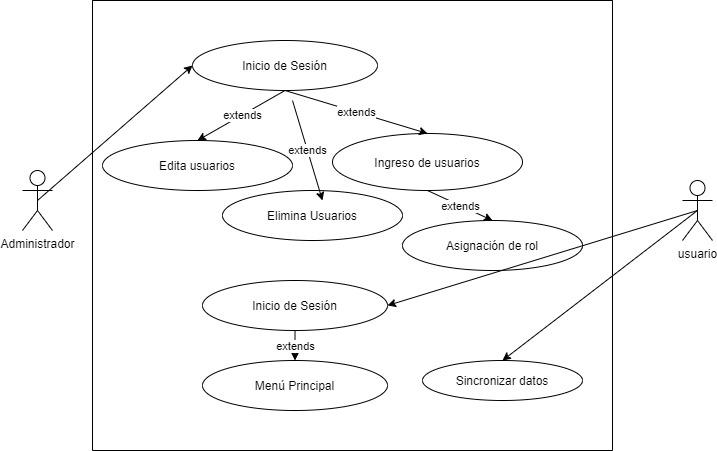 Inicio de Sesión
extends
extends
extends
Edita usuarios
Ingreso de usuarios
extends
Elimina Usuarios
Administrador
Asignación de rol
usuario
Inicio de Sesión
extends
Menú Principal
Sincronizar datos